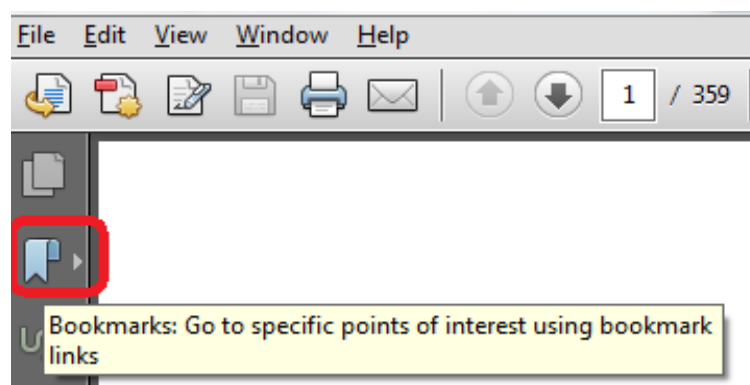 File Edit View Window Help
1 / 359
Bookmarks: Go to specific points of interest using bookmark
links